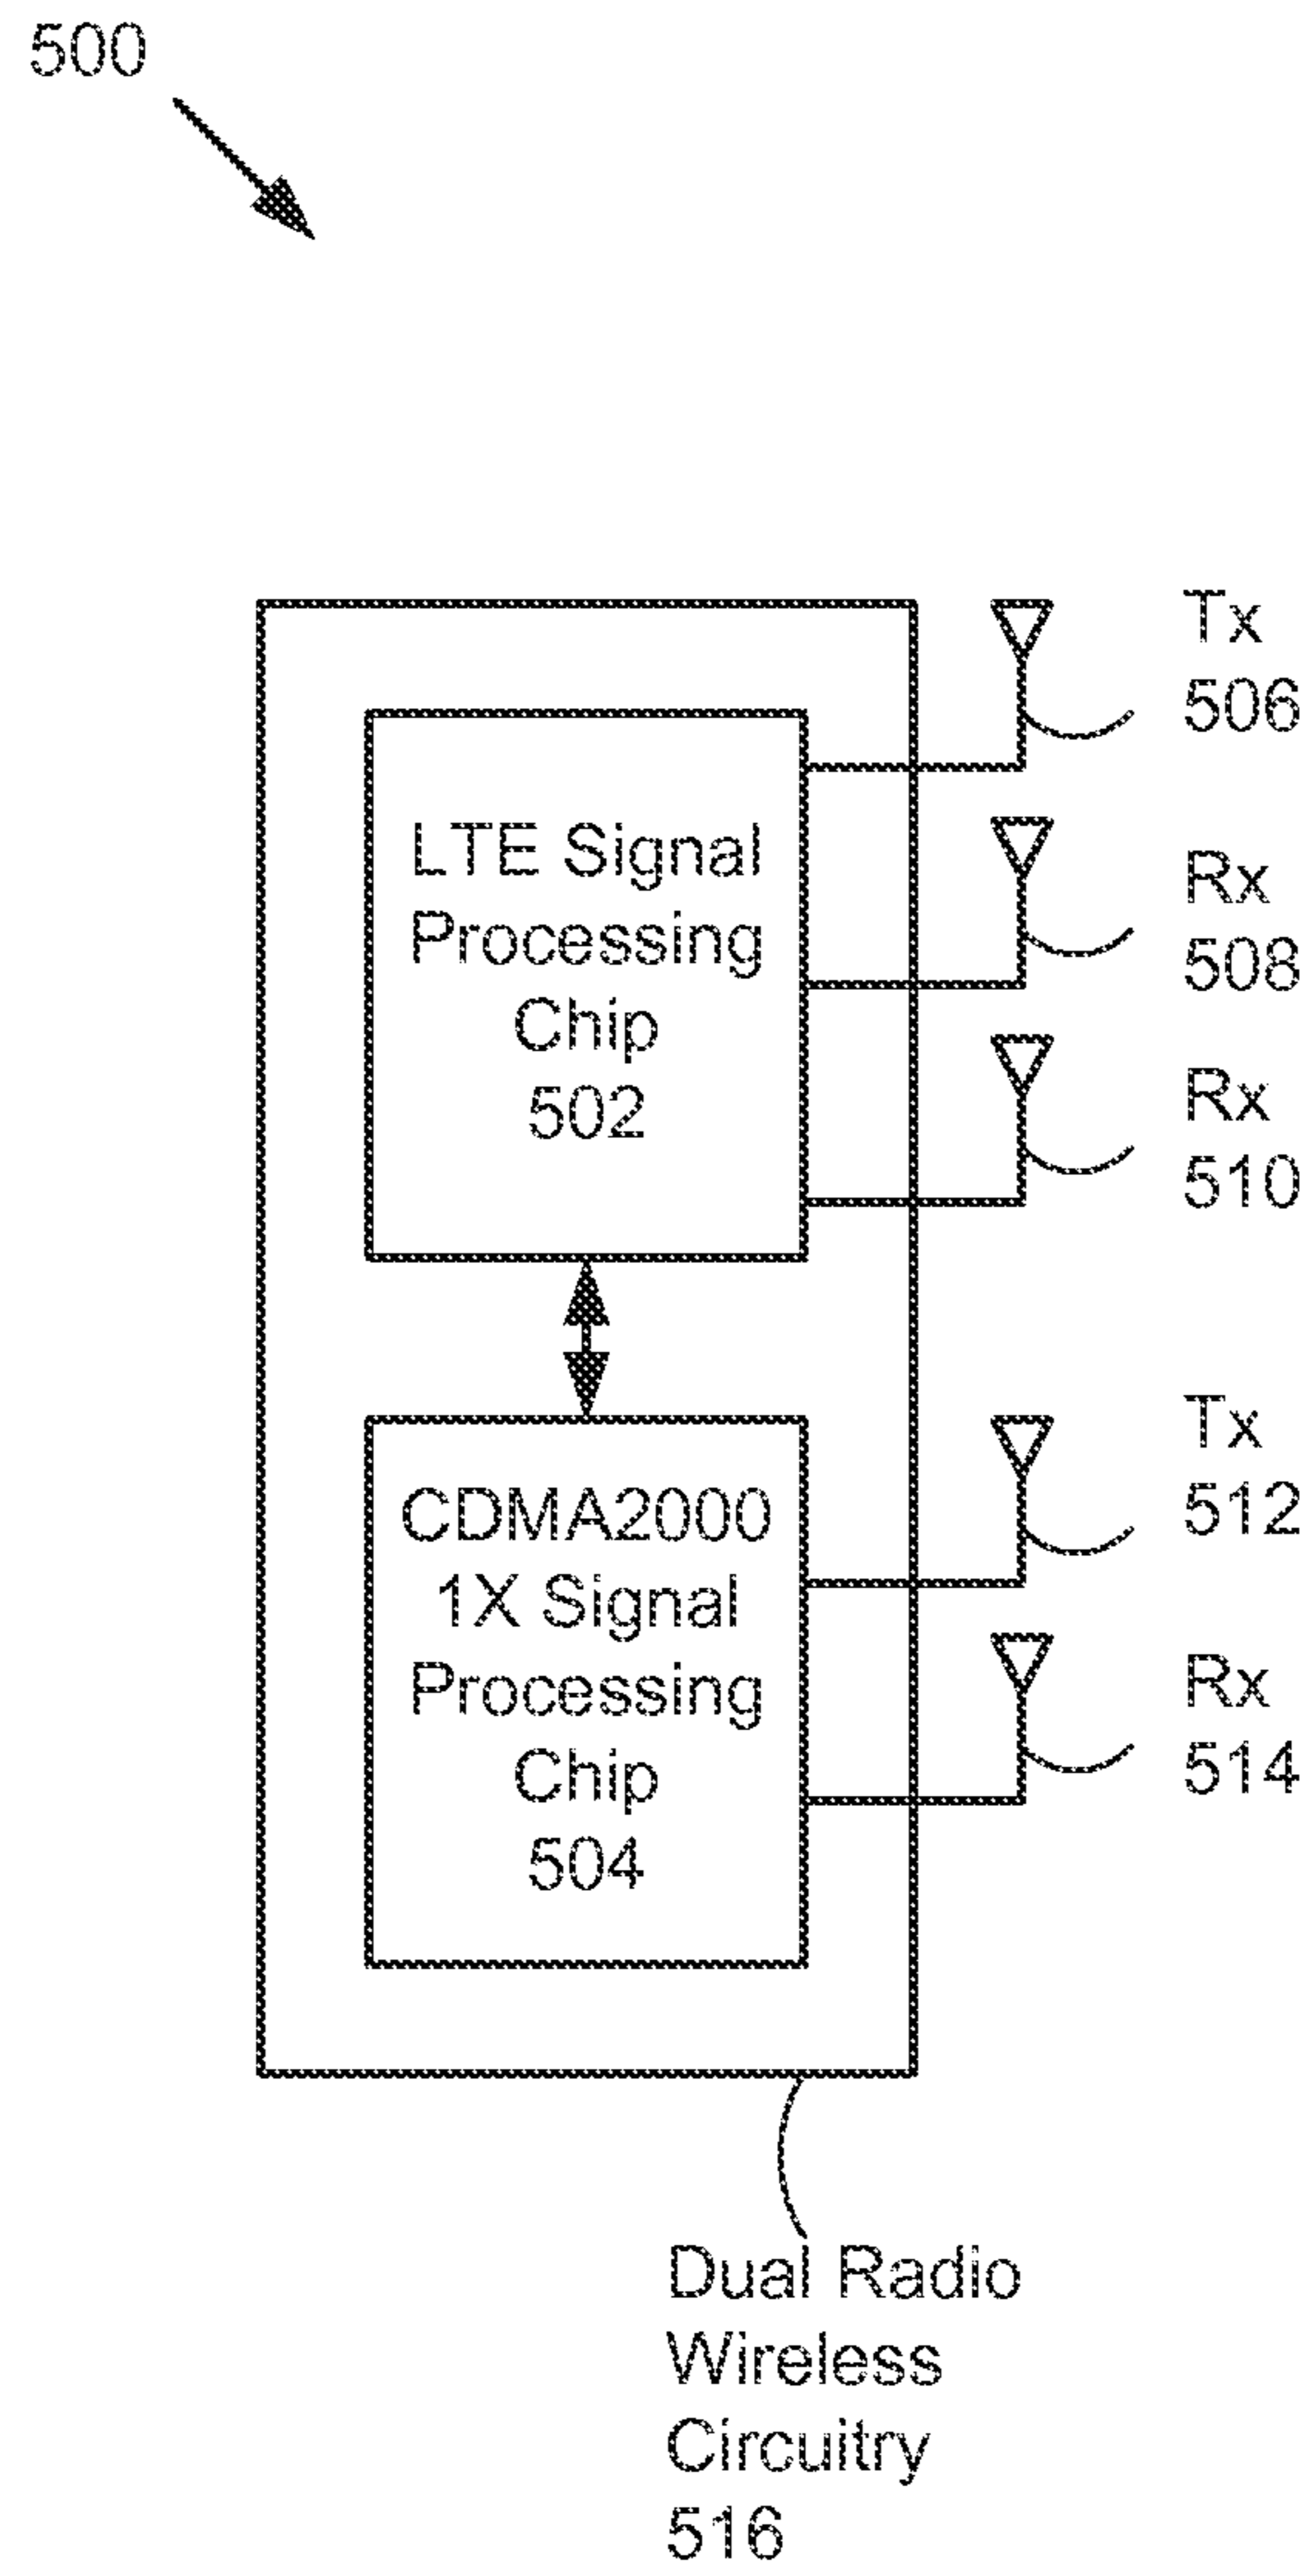 500
Tx
506
LTE Signal
Processing
Chip
502
Rx
508
Rx
510
CDMA2000
1X Signal
Processing
Chip
504
Tx
512
Rx
514
Dual Radio
Wireless
Circuitry
516